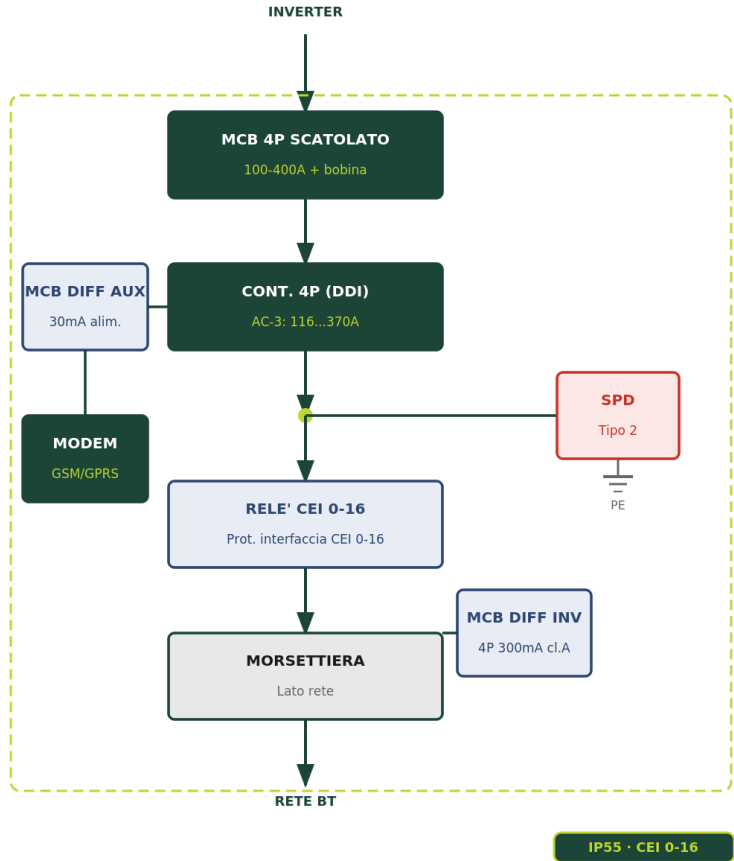 INVERTER
MCB 4P SCATOLATO
100-400A + bobina
MCB DIFF AUX
30mA alim.
CONT. 4P (DDI)
AC-3: 116...370A
SPD
Tipo 2
PE
MODEM
GSM/GPRS
RELE' CEI 0-16
Prot. interfaccia CEI 0-16
MCB DIFF INV
4P 300mA cl.A
MORSETTIERA
Lato rete
RETE BT
IP55 · CEI 0-16